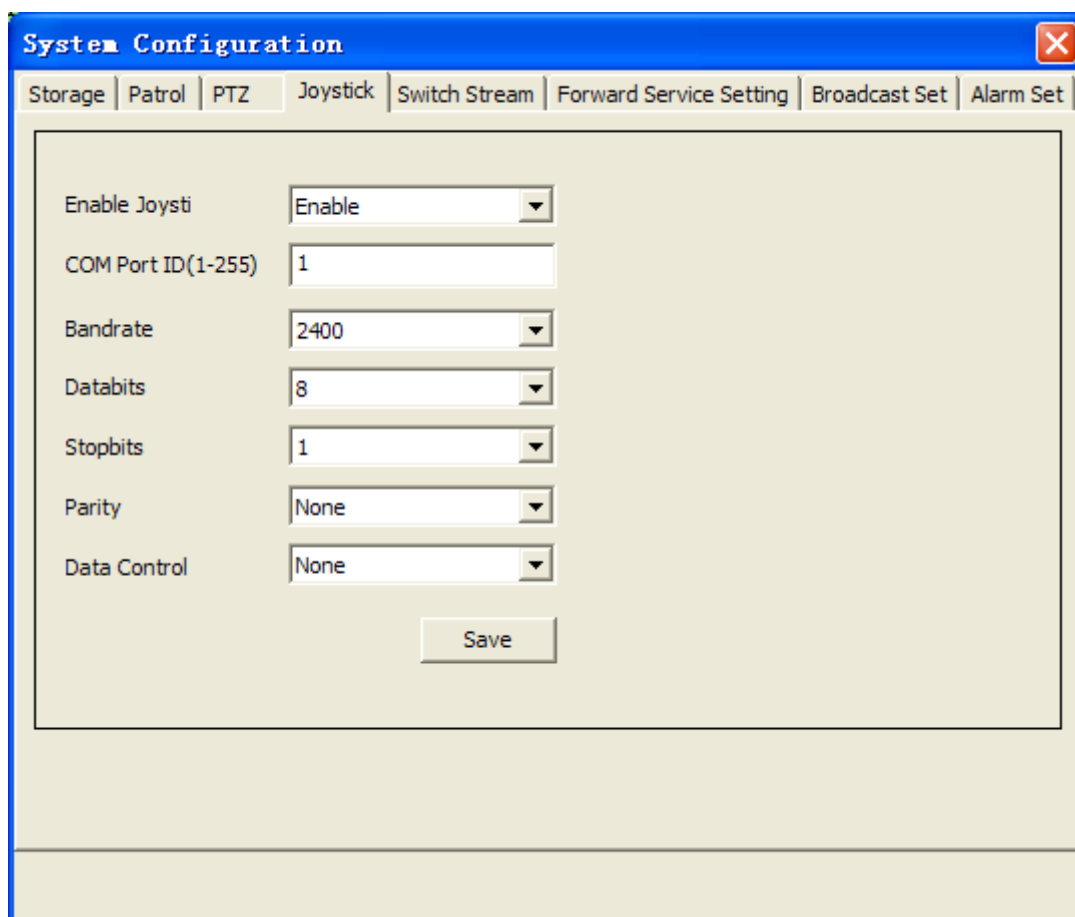 System Configuration
Storage Patrol PTZ Joystick Switch Stream Forward Service Setting Broadcast Set Alarm Set
Enable Joysti Enable
COM Port ID(1-255) 1
Bandrate 2400
Databits 8
Stopbits 1
Parity None
Data Control None
Save